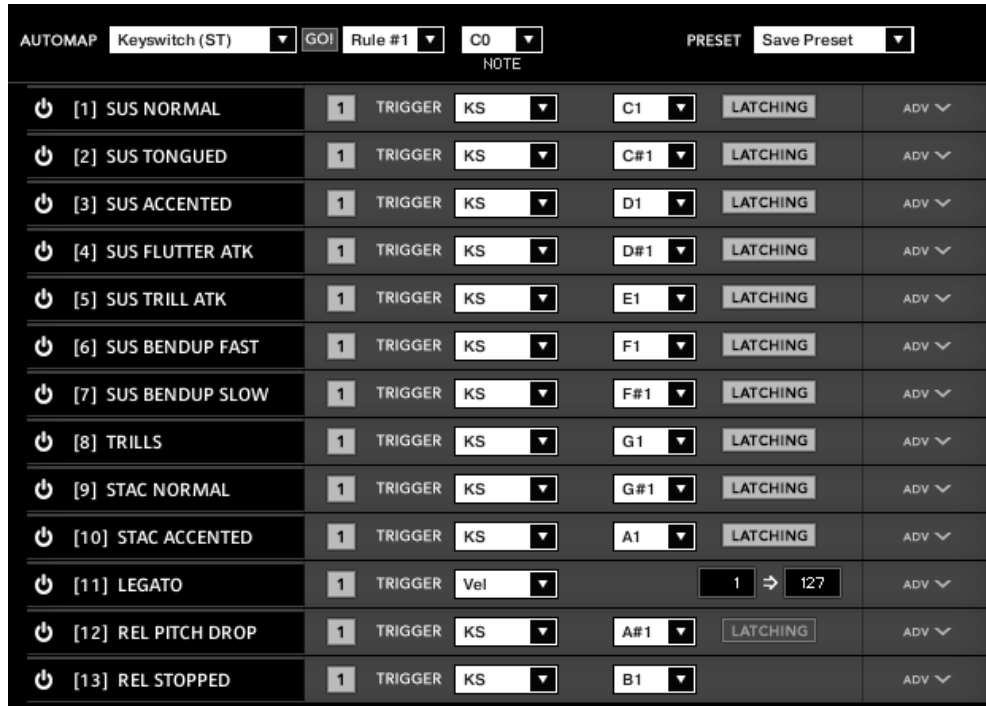 AUTOMAP Keyswitch (ST) GO! Rule #1 C0 PRESET Save Preset
NOTE
[1] SUS NORMAL 1 TRIGGER KS C1 LATCHING ADV
[2] SUS TONGUED 1 TRIGGER KS C#1 LATCHING ADV
[3] SUS ACCENTED 1 TRIGGER KS D1 LATCHING ADV
[4] SUS FLUTTER ATK 1 TRIGGER KS D#1 LATCHING ADV
[5] SUS TRILL ATK 1 TRIGGER KS E1 LATCHING ADV
[6] SUS BENDUP FAST 1 TRIGGER KS F1 LATCHING ADV
[7] SUS BENDUP SLOW 1 TRIGGER KS F#1 LATCHING ADV
[8] TRILLS 1 TRIGGER KS G1 LATCHING ADV
[9] STAC NORMAL 1 TRIGGER KS G#1 LATCHING ADV
[10] STAC ACCENTED 1 TRIGGER KS A1 LATCHING ADV
[11] LEGATO 1 TRIGGER Vel 1 ⇒ 127 ADV
[12] REL PITCH DROP 1 TRIGGER KS A#1 LATCHING ADV
[13] REL STOPPED 1 TRIGGER KS B1 ADV